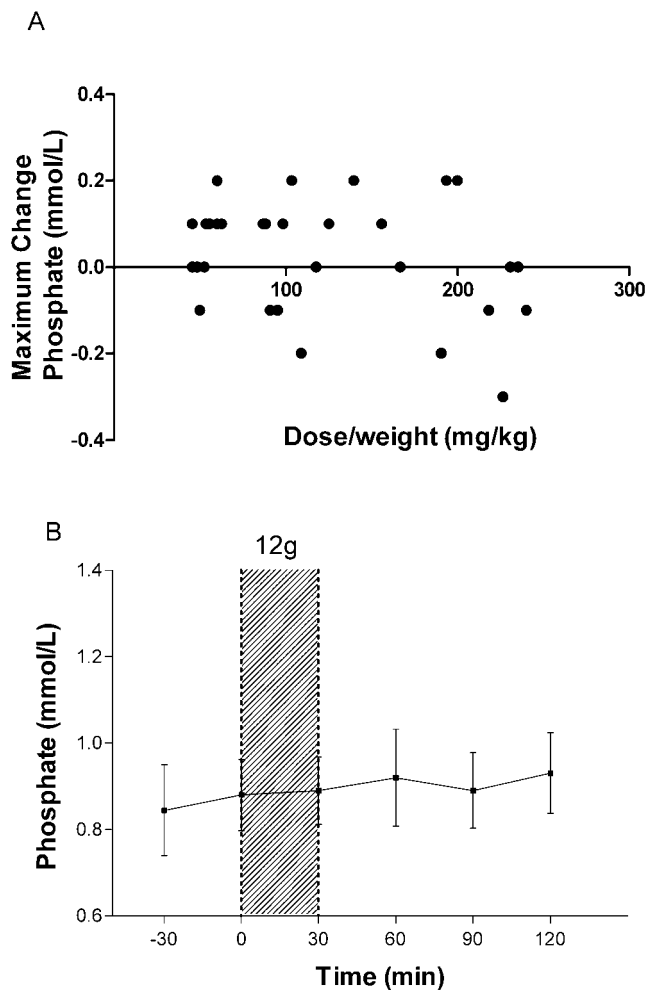 A
Maximum Change
Phosphate (mmol/L)
0.4
0.2
0.0
-0.2
-0.4
100
200
300
Dose/weight (mg/kg)
B
12g
Phosphate (mmol/L)
1.4
1.2
1.0
0.8
0.6
-30
0
30
60
90
120
Time (min)